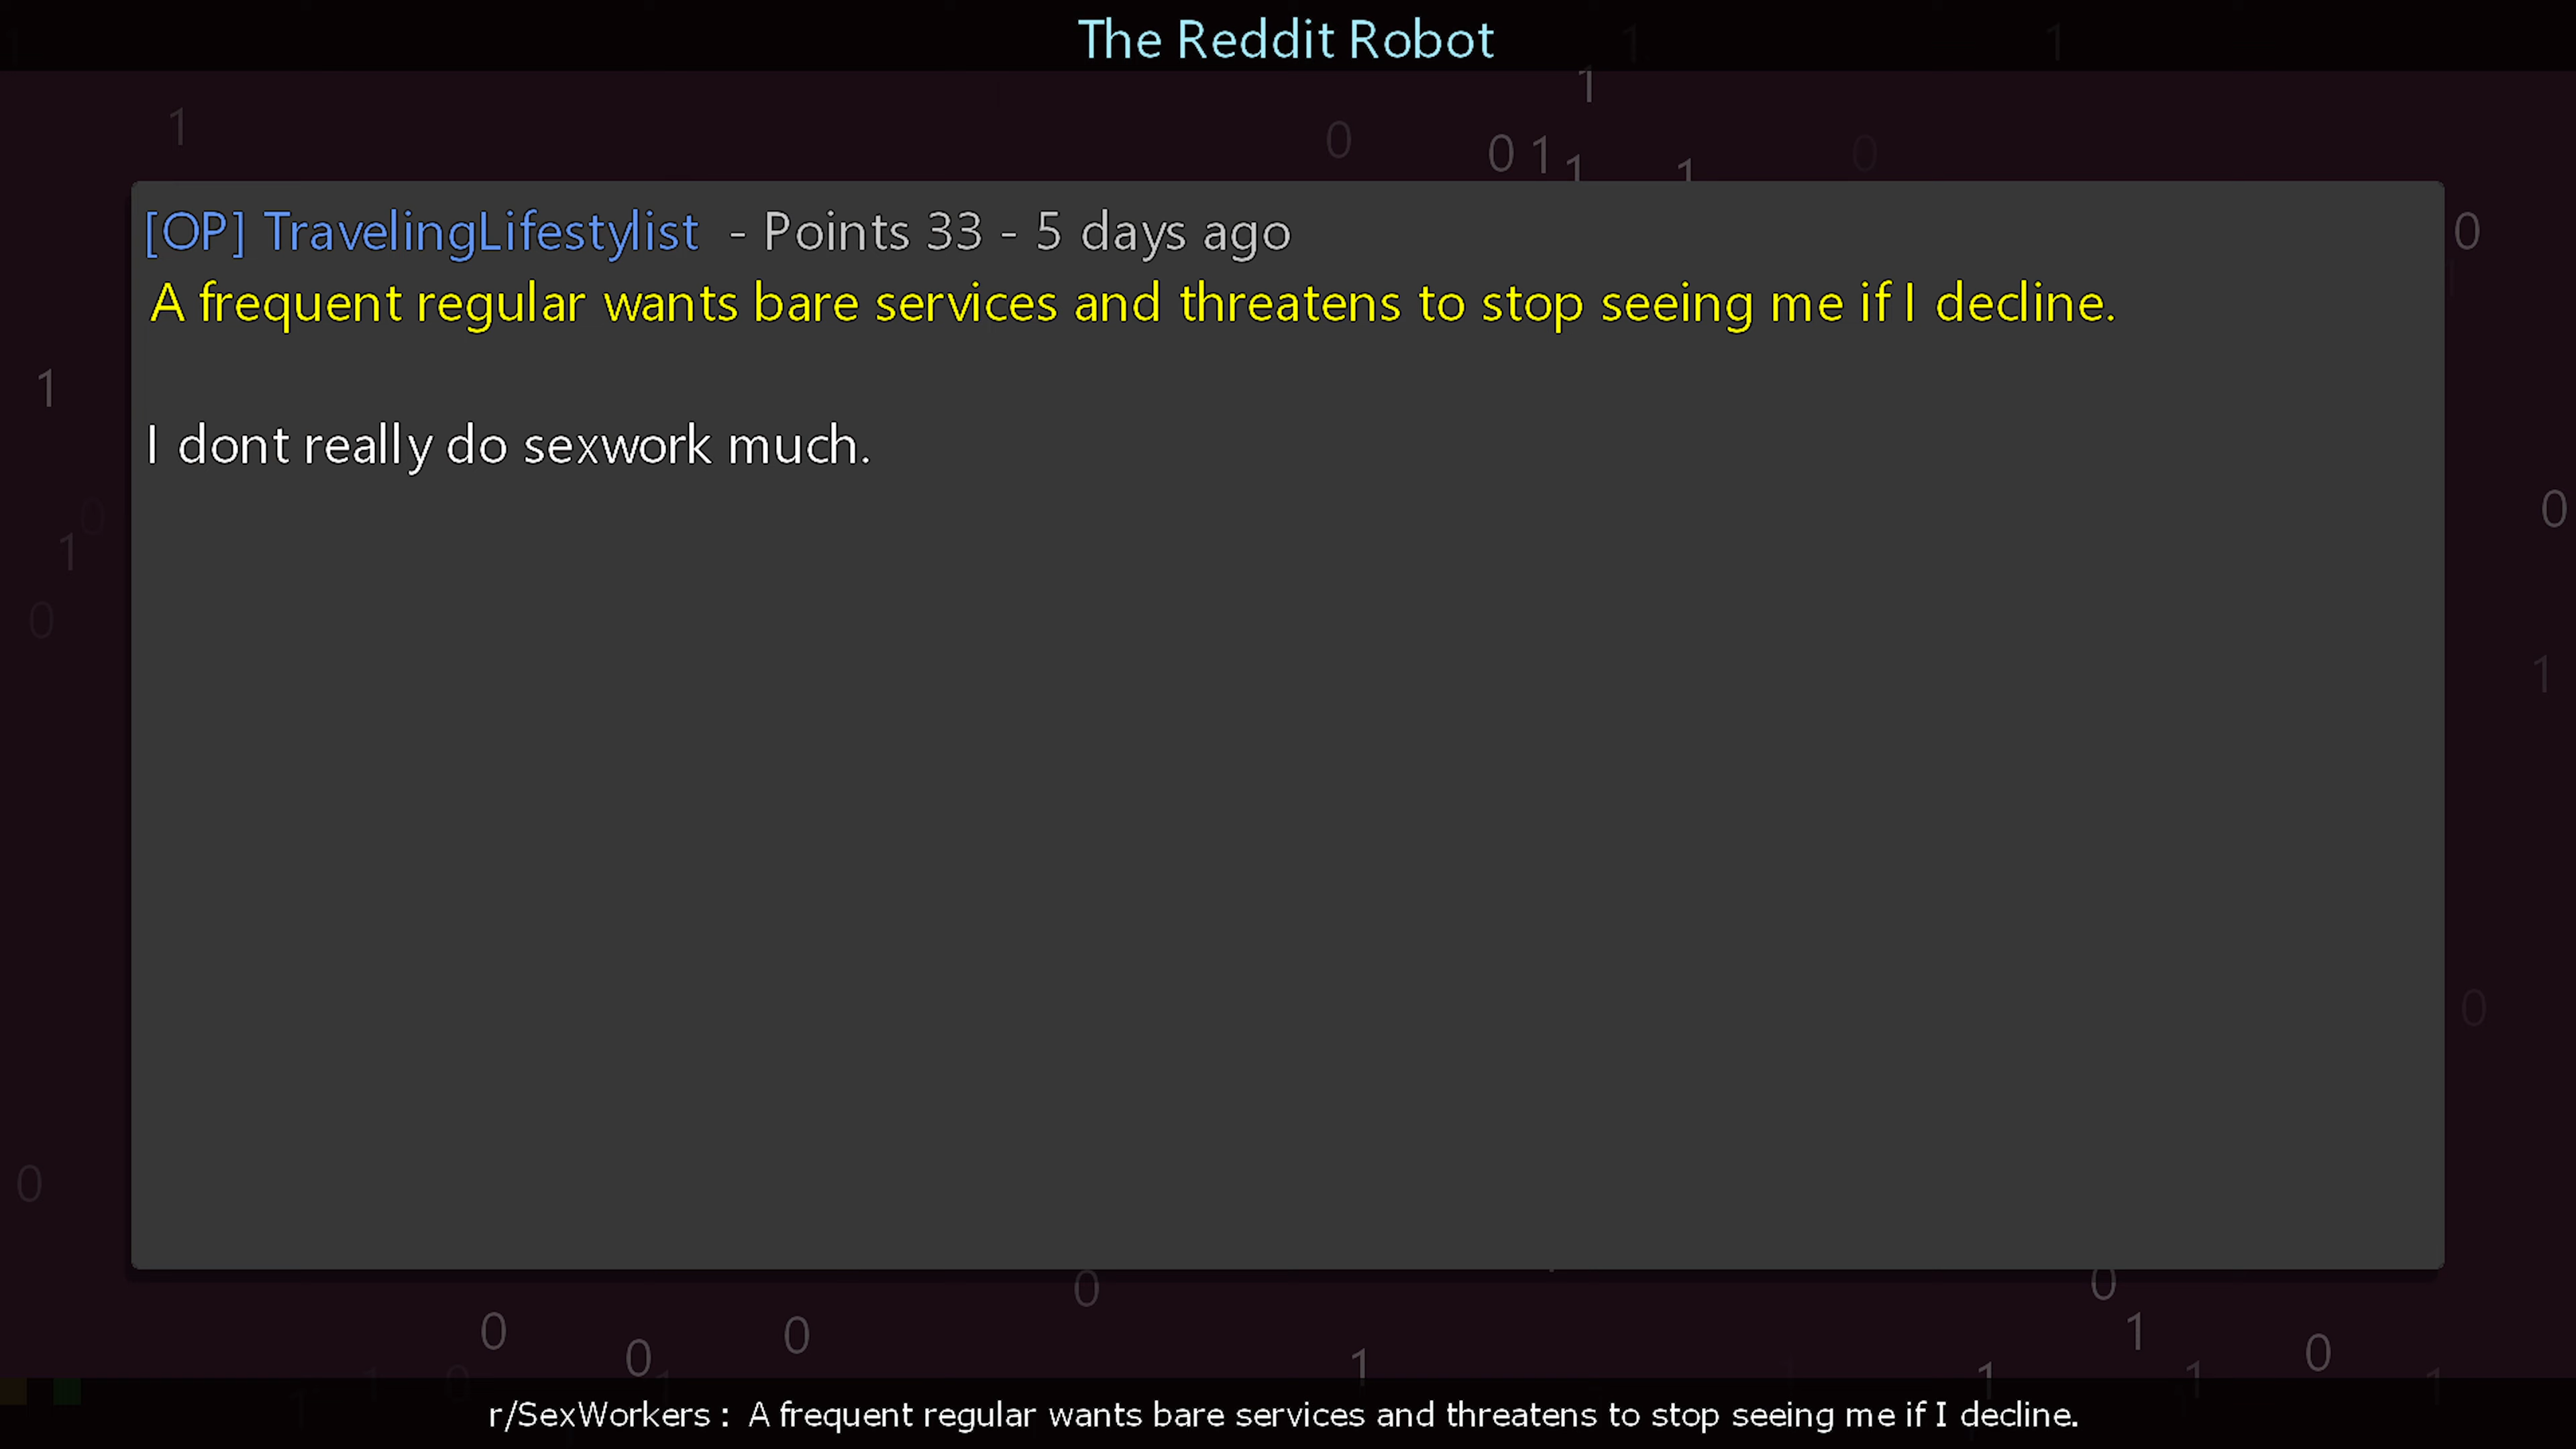 The Reddit Robot
[OP] TravelingLifestylist - Points 33 - 5 days ago
A frequent regular wants bare services and threatens to stop seeing me if I decline.
I dont really do sexwork much.
r/SexWorkers : A frequent regular wants bare services and threatens to stop seeing me if I decline.